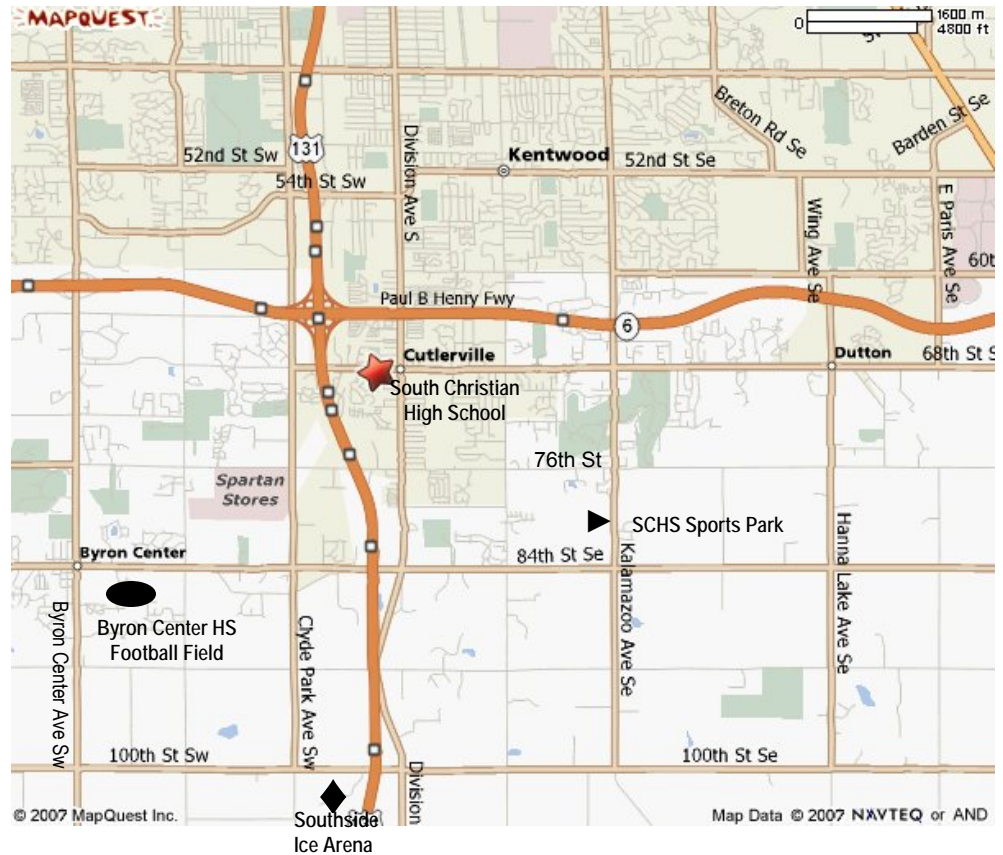 MAPQUEST.
0
1600 m
4800 ft
Breton Rd Se
Barden St Se
131
52nd St Sw
Division Ave S
Kentwood
52nd St Se
54th St Sw
Wing Ave Se
E Paris Ave Se
60t
Paul B Henry Fwy
6
Cutlerville
Dutton
68th St S
South Christian
High School
76th St
Spartan
Stores
SCHS Sports Park
Byron Center
84th St Se
Kalamazoo Ave Se
Hanna Lake Ave Se
Byron Center HS
Football Field
Byron Center Ave Sw
Clyde Park Ave Sw
100th St Sw
100th St Se
Division
© 2007 MapQuest Inc.
Map Data © 2007 NAVTEQ or AND
Southside
Ice Arena